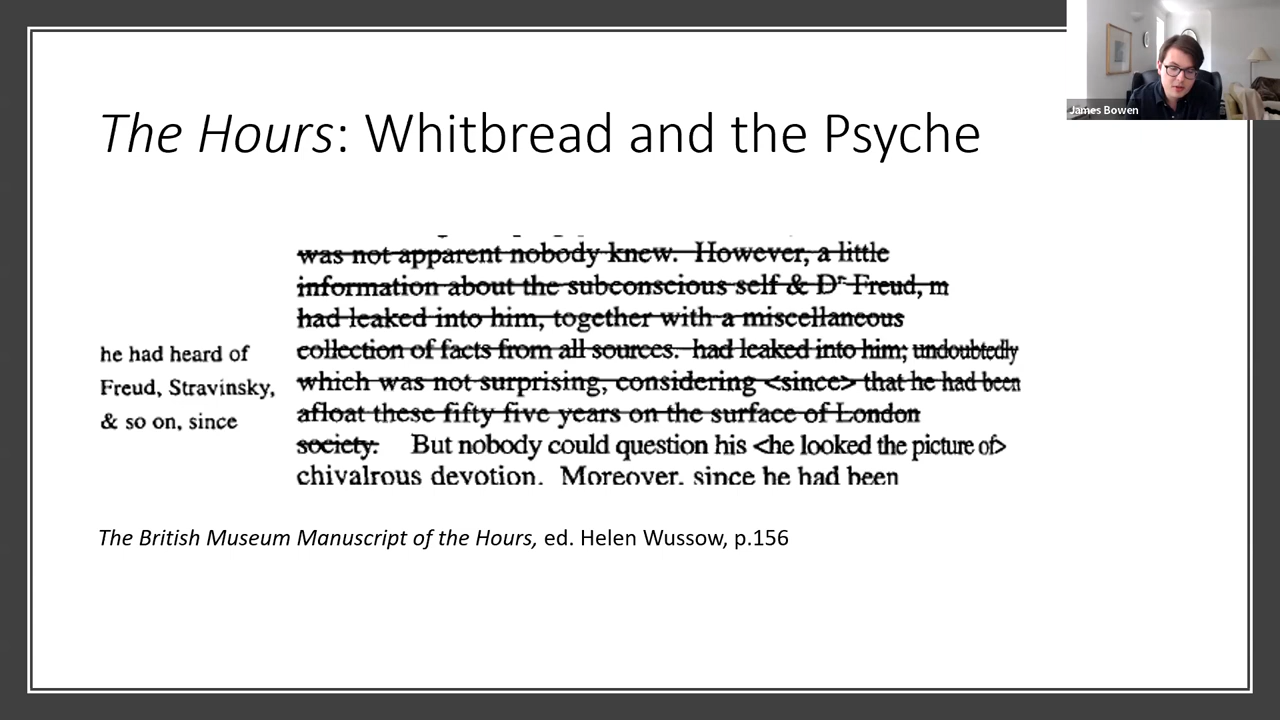 James Bowen
The Hours: Whitbread and the Psyche
was not apparent nobody knew. However, a little
information about the subconscious self & Dr Freud, m
had leaked into him, together with a miscellaneous
collection of facts from all sources. had leaked into him; undoubtedly
which was not surprising, considering <since> that he had been
afloat these fifty five years on the surface of London
society. But nobody could question his <he looked the picture of>
chivalrous devotion. Moreover, since he had been
he had heard of
Freud, Stravinsky,
& so on, since
The British Museum Manuscript of the Hours, ed. Helen Wussow, p.156